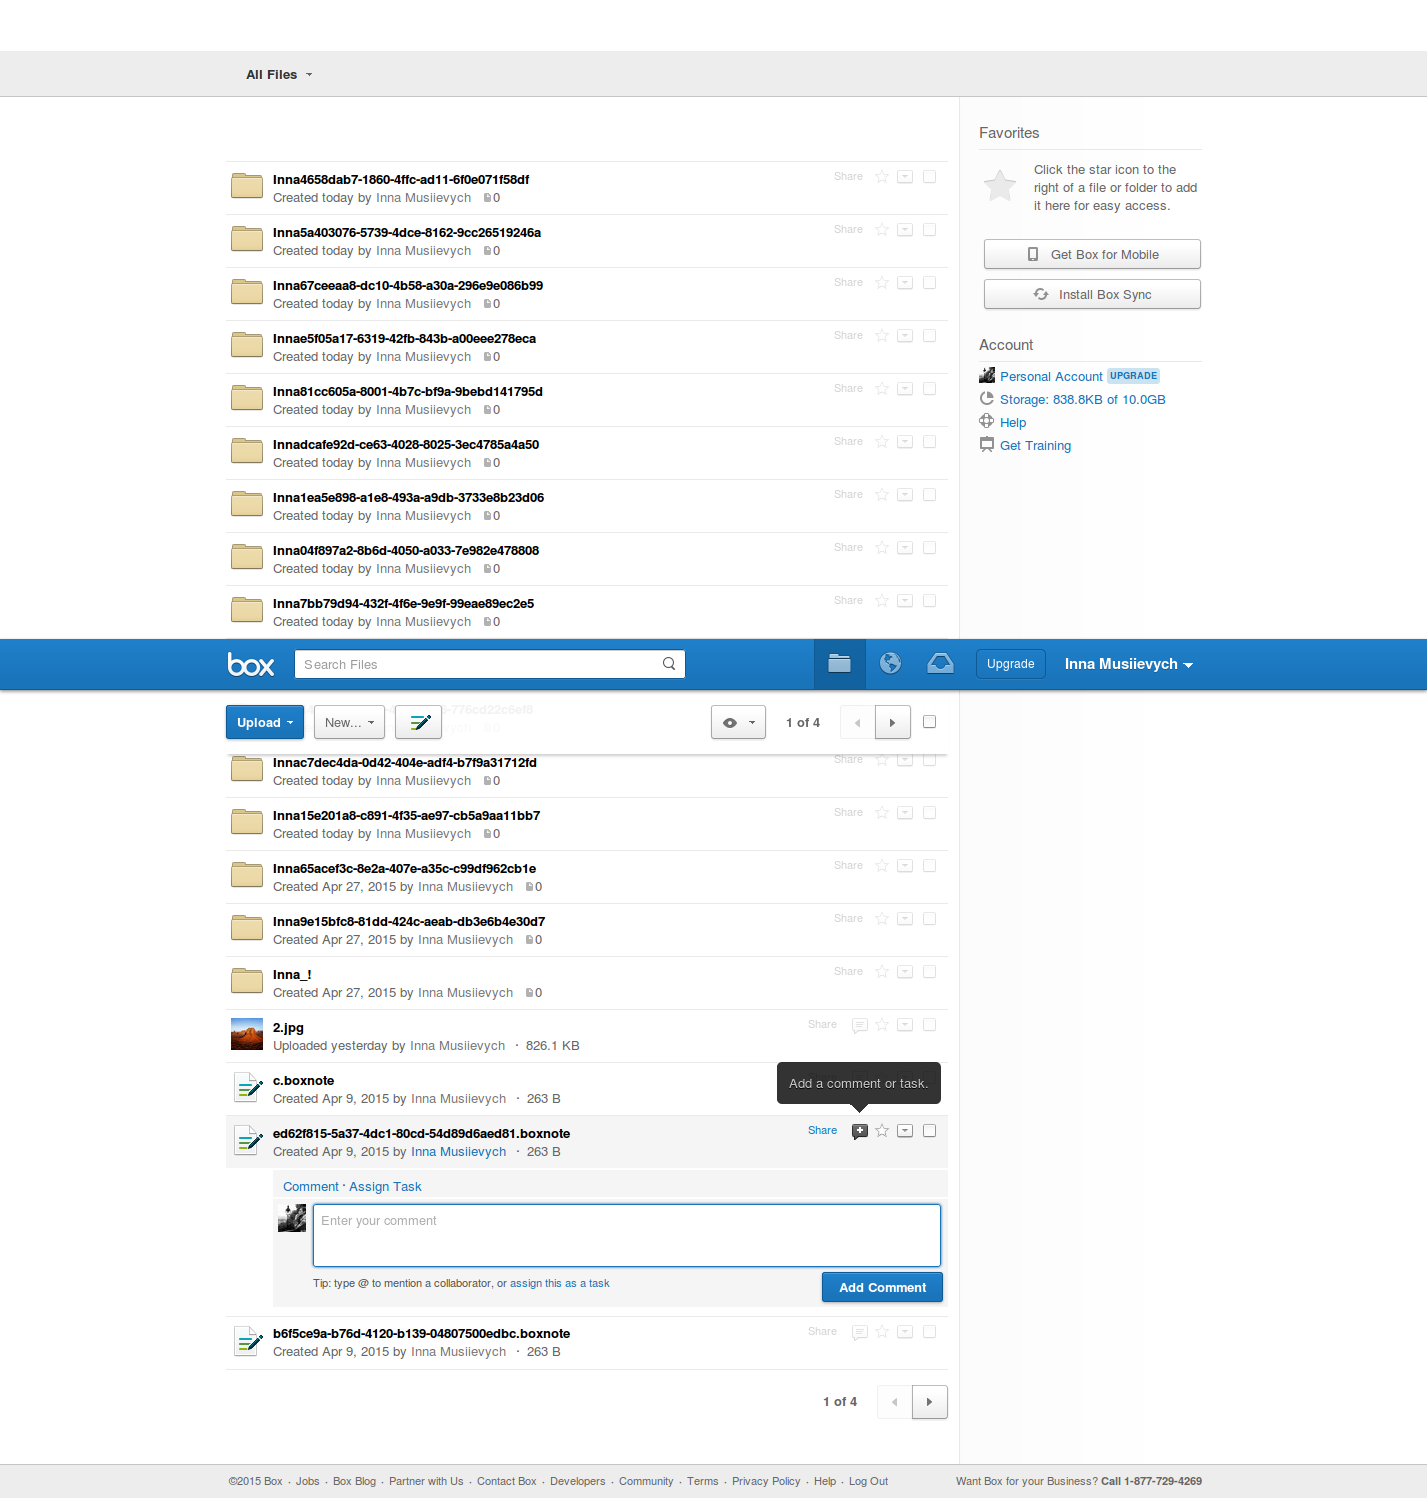 All Files
Favorites
Click the star icon to the
right of a file or folder to add
it here for easy access.
Get Box for Mobile
Install Box Sync
Account
Personal Account UPGRADE
Storage: 838.8KB of 10.0GB
Help
Get Training
Inna4658dab7-1860-4ffc-ad11-6f0e071f58df Share
Created today by Inna Musiievych 0
Inna5a403076-5739-4dce-8162-9cc26519246a Share
Created today by Inna Musiievych 0
Inna67ceeaa8-dc10-4b58-a30a-296e9e086b99 Share
Created today by Inna Musiievych 0
Innae5f05a17-6319-42fb-843b-a00eee278eca Share
Created today by Inna Musiievych 0
Inna81cc605a-8001-4b7c-bf9a-9bebd141795d Share
Created today by Inna Musiievych 0
Innadcafe92d-ce63-4028-8025-3ec4785a4a50 Share
Created today by Inna Musiievych 0
Inna1ea5e898-a1e8-493a-a9db-3733e8b23d06 Share
Created today by Inna Musiievych 0
Inna04f897a2-8b6d-4050-a033-7e982e478808 Share
Created today by Inna Musiievych 0
Inna7bb79d94-432f-4f6e-9e9f-99eae89ec2e5 Share
Created today by Inna Musiievych 0
box Search Files Upgrade Inna Musiievych
Upload New... 1 of 4
Innac7dec4da-0d42-404e-adf4-b7f9a31712fd Share
Created today by Inna Musiievych 0
Inna15e201a8-c891-4f35-ae97-cb5a9aa11bb7 Share
Created today by Inna Musiievych 0
Inna65acef3c-8e2a-407e-a35c-c99df962cb1e Share
Created Apr 27, 2015 by Inna Musiievych 0
Inna9e15bfc8-81dd-424c-aeab-db3e6b4e30d7 Share
Created Apr 27, 2015 by Inna Musiievych 0
Inna_! Share
Created Apr 27, 2015 by Inna Musiievych 0
2.jpg Share
Uploaded yesterday by Inna Musiievych · 826.1 KB
c.boxnote
Created Apr 9, 2015 by Inna Musiievych · 263 B
Add a comment or task.
ed62f815-5a37-4dc1-80cd-54d89d6aed81.boxnote Share
Created Apr 9, 2015 by Inna Musiievych · 263 B
Comment · Assign Task
Enter your comment
Tip: type @ to mention a collaborator, or assign this as a task
Add Comment
b6f5ce9a-b76d-4120-b139-04807500edbc.boxnote Share
Created Apr 9, 2015 by Inna Musiievych · 263 B
1 of 4
©2015 Box · Jobs · Box Blog · Partner with Us · Contact Box · Developers · Community · Terms · Privacy Policy · Help · Log Out Want Box for your Business? Call 1-877-729-4269